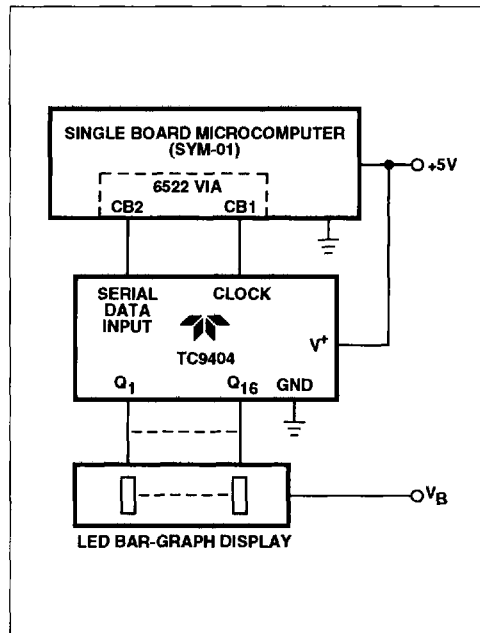 SINGLE BOARD MICROCOMPUTER
(SYM-01)
+5V
6522 VIA
CB2 CB1
SERIAL
DATA
INPUT
CLOCK
V+
TC9404
Q1 Q16 GND
VB
LED BAR-GRAPH DISPLAY